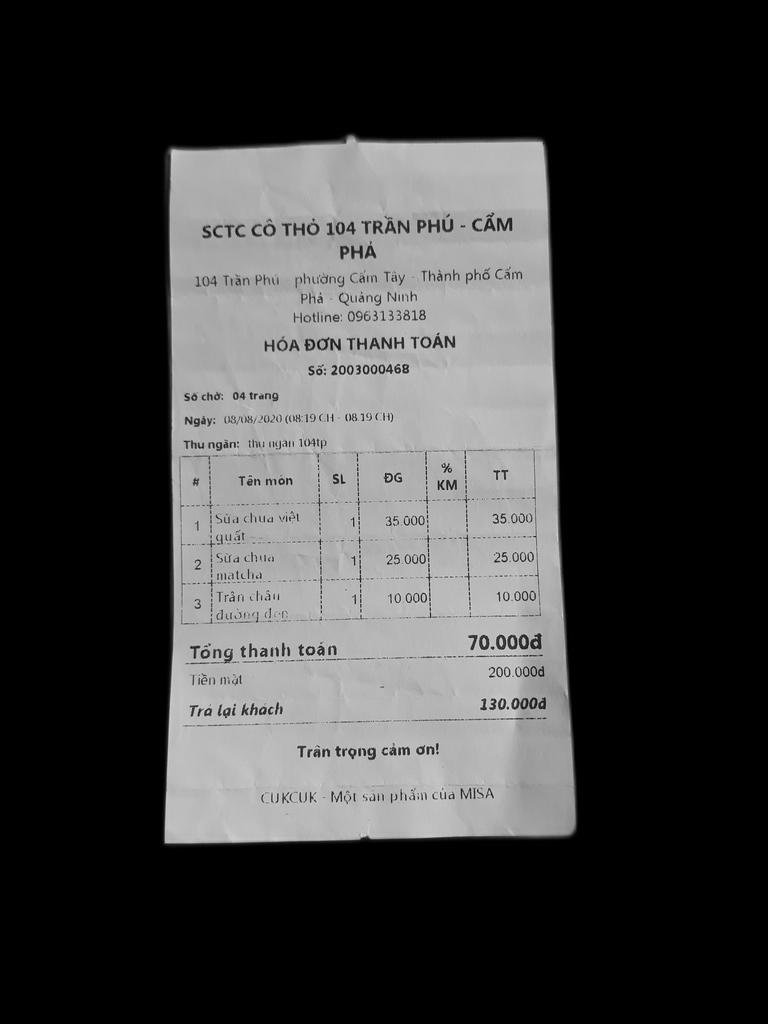 SCTC CÔ THỎ 104 TRẦN PHÚ - CẨM
PHẢ
104 Trần Phú phường Cẩm Tây - Thành phố Cẩm
Phả - Quảng Ninh
Hotline: 0963133818
HÓA ĐƠN THANH TOÁN
Số: 2003000468
Số chờ: 04 trang
Ngày: 08/08/2020 (08:19 CH - 08:19 CH)
Thu ngân: thu ngan 104tp
# Tên món SL ĐG % KM TT
1 Sữa chua việt quất 1 35.000 35.000
2 Sữa chua matcha 1 25.000 25.000
3 Trân châu đường đen 1 10.000 10.000
Tổng thanh toán 70.000đ
Tiền mặt 200.000đ
Trả lại khách 130.000đ
Trân trọng cảm ơn!
CUKCUK - Một sản phẩm của MISA